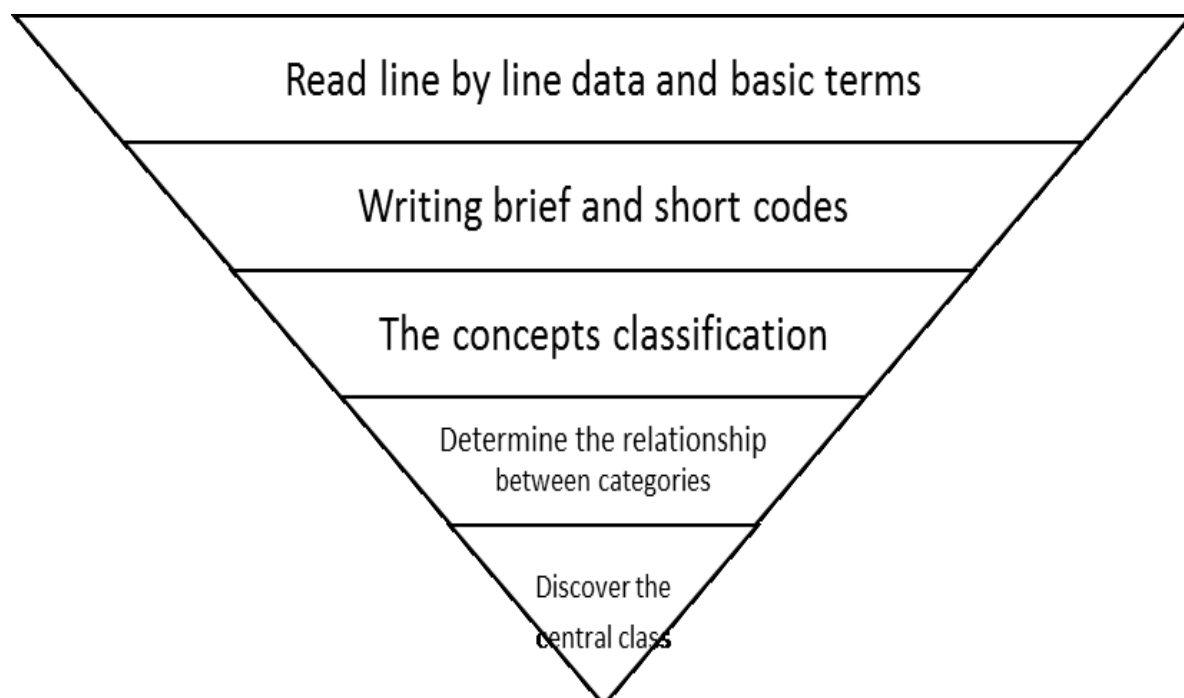 Read line by line data and basic terms
Writing brief and short codes
The concepts classification
Determine the relationship
between categories
Discover the
central class